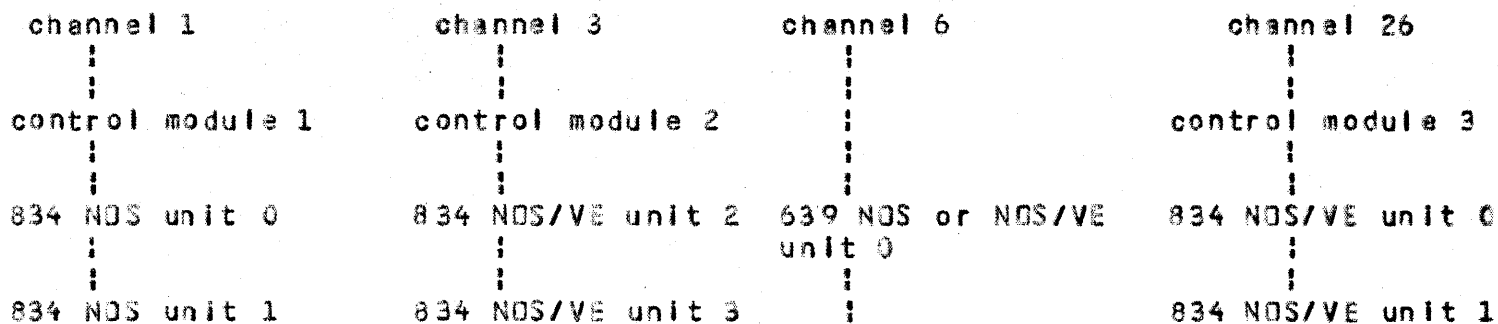 channel 1 channel 3 channel 6 channel 26
control module 1 control module 2 control module 3
834 NOS unit 0 834 NOS/VE unit 2 639 NOS or NOS/VE 834 NOS/VE unit 0
unit 0
834 NOS unit 1 834 NOS/VE unit 3 834 NOS/VE unit 1